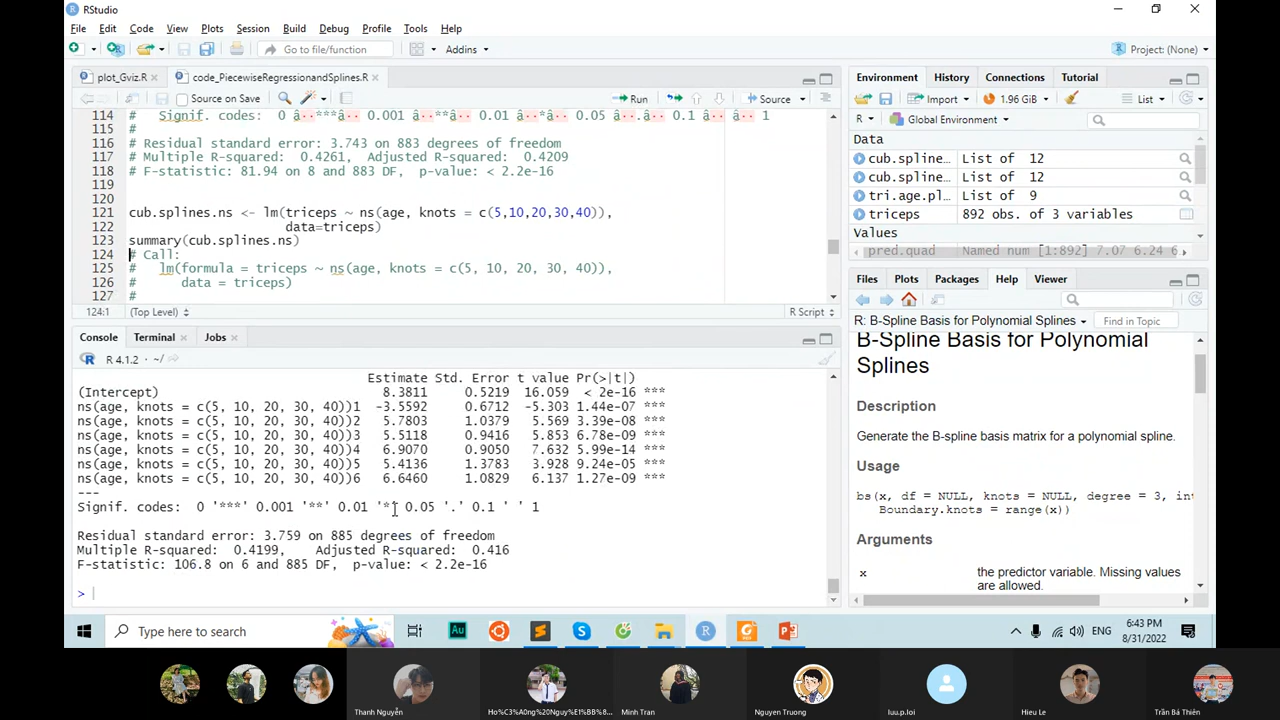 RStudio
File Edit Code View Plots Session Build Debug Profile Tools Help
Go to file/function Addins Project: (None)
plot_Gviz.R code_PiecewiseRegressionandSplines.R
Source on Save Run Source
114 # Signif. codes: 0 â··***â·· 0.001 â··**â·· 0.01 â··*â·· 0.05 â··.â·· 0.1 â·· â·· 1
115 #
116 # Residual standard error: 3.743 on 883 degrees of freedom
117 # Multiple R-squared: 0.4261, Adjusted R-squared: 0.4209
118 # F-statistic: 81.94 on 8 and 883 DF, p-value: < 2.2e-16
119
120
121 cub.splines.ns <- lm(triceps ~ ns(age, knots = c(5,10,20,30,40)),
122 data=triceps)
123 summary(cub.splines.ns)
124 # Call:
125 # lm(formula = triceps ~ ns(age, knots = c(5, 10, 20, 30, 40)),
126 # data = triceps)
127 #
124:1 (Top Level) R Script
Console Terminal Jobs
R 4.1.2 · ~/
Estimate Std. Error t value Pr(>|t|)
(Intercept) 8.3811 0.5219 16.059 < 2e-16 ***
ns(age, knots = c(5, 10, 20, 30, 40))1 -3.5592 0.6712 -5.303 1.44e-07 ***
ns(age, knots = c(5, 10, 20, 30, 40))2 5.7803 1.0379 5.569 3.39e-08 ***
ns(age, knots = c(5, 10, 20, 30, 40))3 5.5118 0.9416 5.853 6.78e-09 ***
ns(age, knots = c(5, 10, 20, 30, 40))4 6.9070 0.9050 7.632 5.99e-14 ***
ns(age, knots = c(5, 10, 20, 30, 40))5 5.4136 1.3783 3.928 9.24e-05 ***
ns(age, knots = c(5, 10, 20, 30, 40))6 6.6460 1.0829 6.137 1.27e-09 ***
---
Signif. codes: 0 '***' 0.001 '**' 0.01 '*' 0.05 '.' 0.1 ' ' 1
Residual standard error: 3.759 on 885 degrees of freedom
Multiple R-squared: 0.4199, Adjusted R-squared: 0.416
F-statistic: 106.8 on 6 and 885 DF, p-value: < 2.2e-16
>
Environment History Connections Tutorial
Import 1.96 GiB List
R Global Environment
Data
cub.spline... List of 12
cub.spline... List of 12
tri.age.pl... List of 9
triceps 892 obs. of 3 variables
Values
pred.quad Named num [1:892] 7.07 6.24 6
Files Plots Packages Help Viewer
R: B-Spline Basis for Polynomial Splines Find in Topic
B-Spline Basis for Polynomial
Splines
Description
Generate the B-spline basis matrix for a polynomial spline.
Usage
bs(x, df = NULL, knots = NULL, degree = 3, in
Boundary.knots = range(x))
Arguments
x the predictor variable. Missing values
are allowed.
Type here to search
Au
ENG
6:43 PM
8/31/2022
Thanh Nguyễn
Ho%C3%A0ng%20Nguy%E1%BB%8...
Minh Tran
Nguyen Truong
luu.p.loi
Hieu Le
Trần Bá Thiên